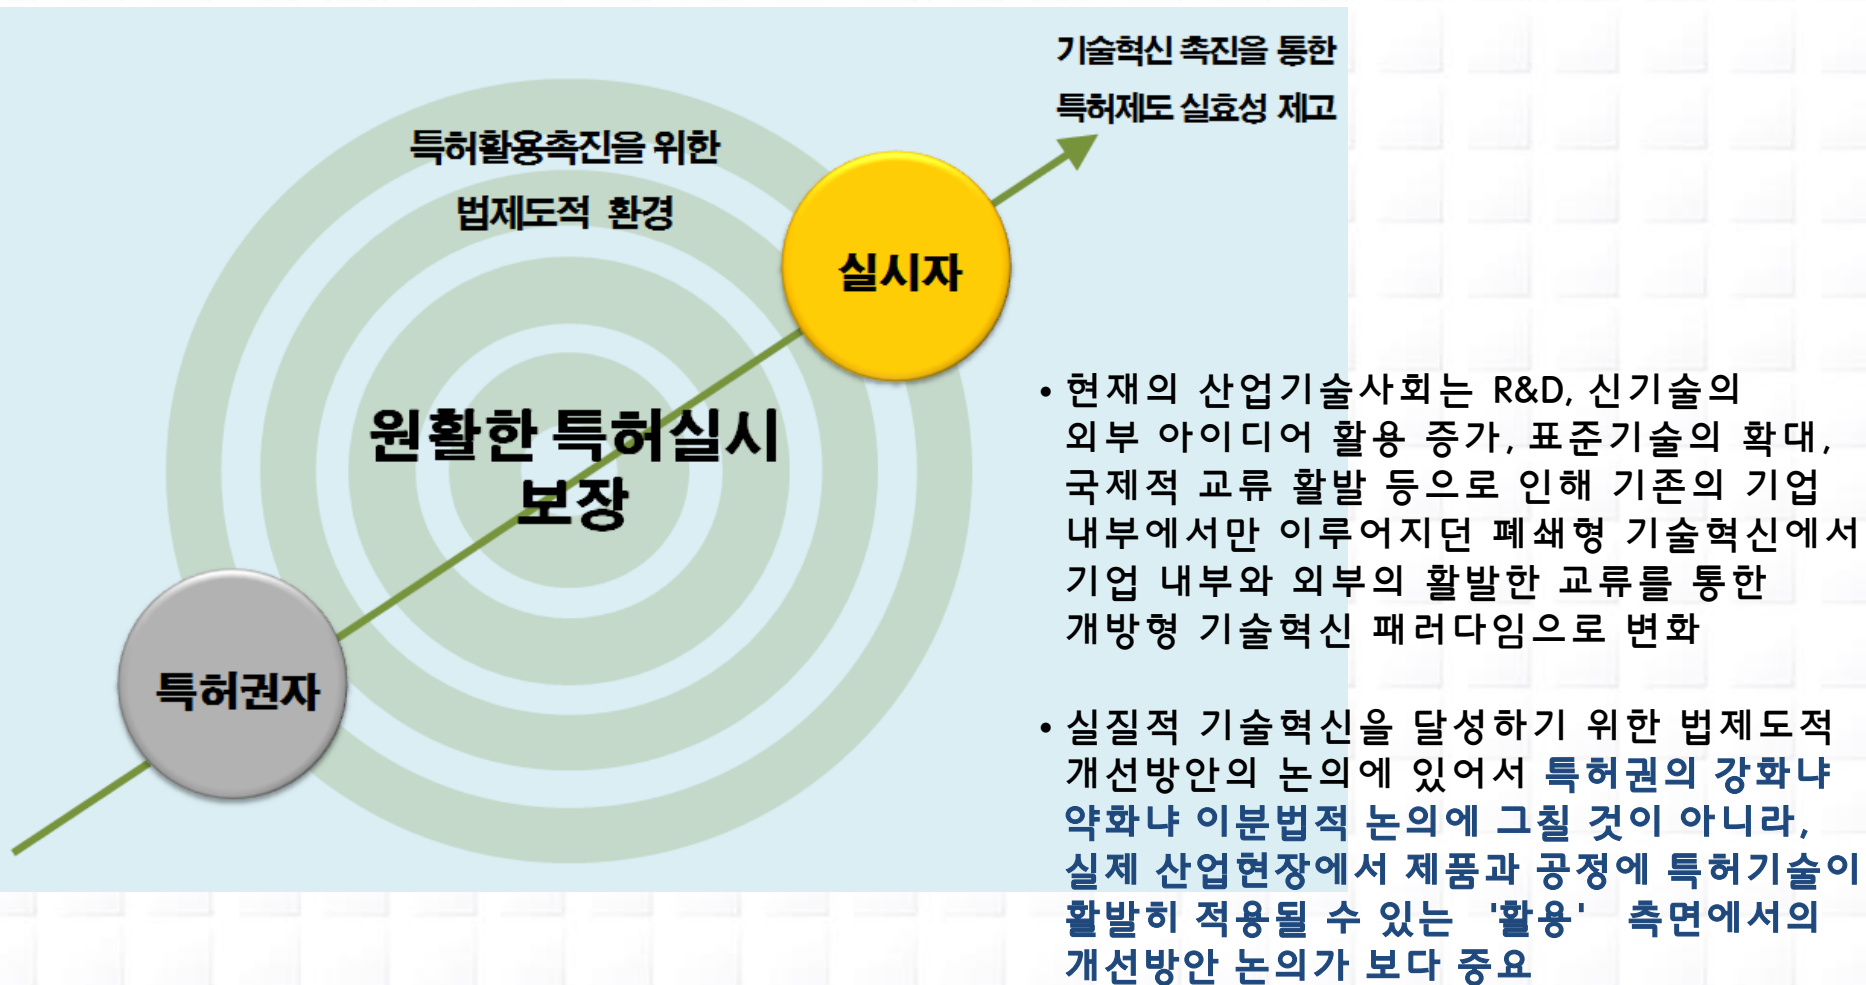 기술혁신 촉진을 통한
특허제도 실효성 제고
특허활용촉진을 위한
법제도적 환경
실시자
원활한 특허실시
보장
특허권자
• 현재의 산업기술사회는 R&D, 신기술의
외부 아이디어 활용 증가, 표준기술의 확대,
국제적 교류 활발 등으로 인해 기존의 기업
내부에서만 이루어지던 폐쇄형 기술혁신에서
기업 내부와 외부의 활발한 교류를 통한
개방형 기술혁신 패러다임으로 변화
• 실질적 기술혁신을 달성하기 위한 법제도적
개선방안의 논의에 있어서 특허권의 강화냐
약화냐 이분법적 논의에 그칠 것이 아니라,
실제 산업현장에서 제품과 공정에 특허기술이
활발히 적용될 수 있는 '활용' 측면에서의
개선방안 논의가 보다 중요